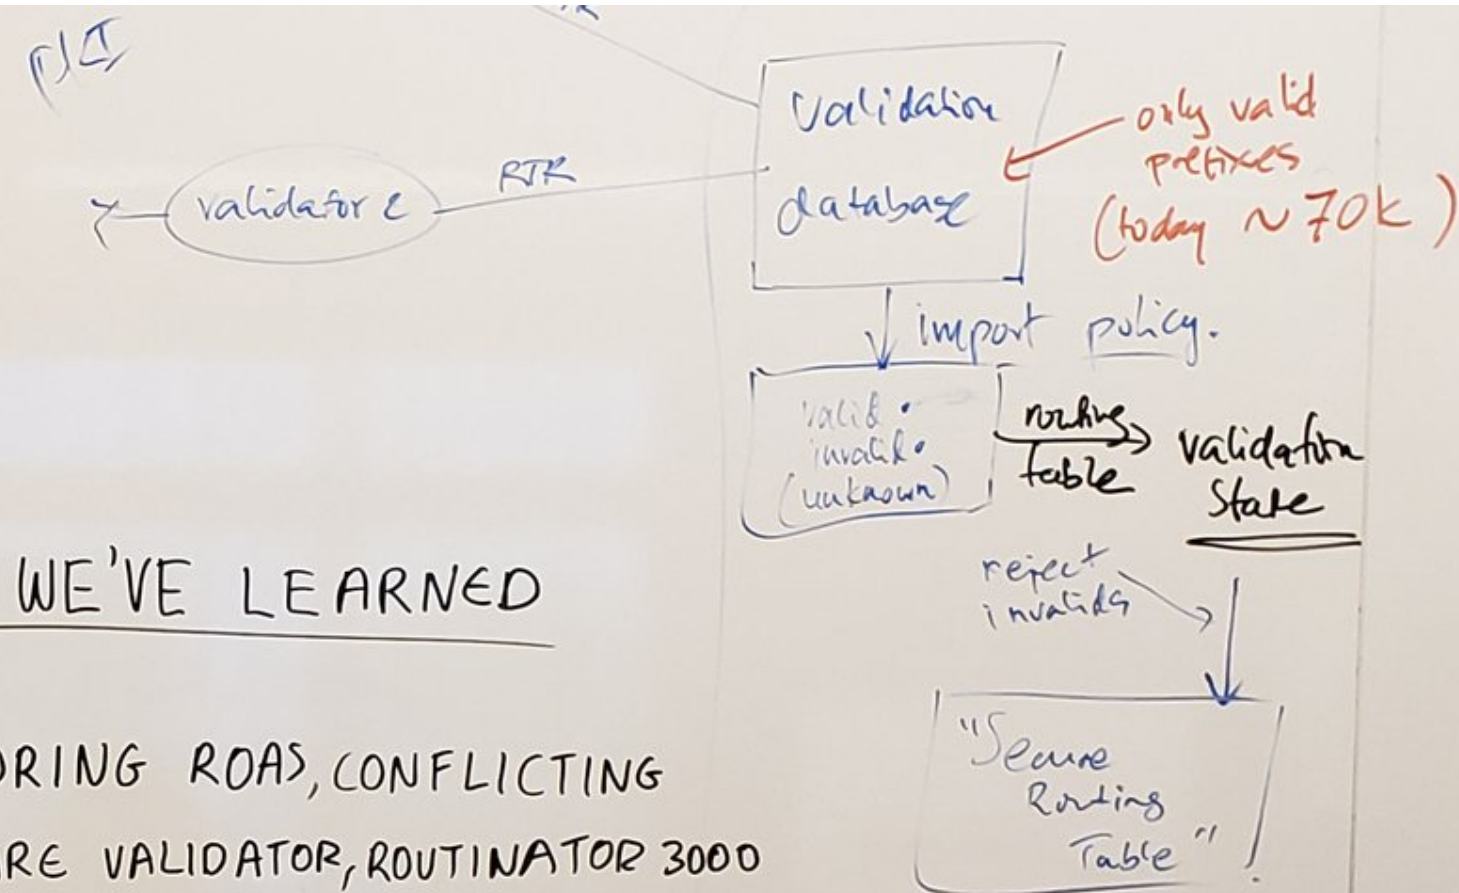 validator 2
RTR
validation
database
only valid
prefixes
(today ~ 70k)
import policy.
valid •
invalid •
(unknown)
routing
table
validation
state
reject
invalids
WE'VE LEARNED
"Secure
Routing
Table"
ORING ROAS, CONFLICTING
RE VALIDATOR, ROUTINATOR 3000